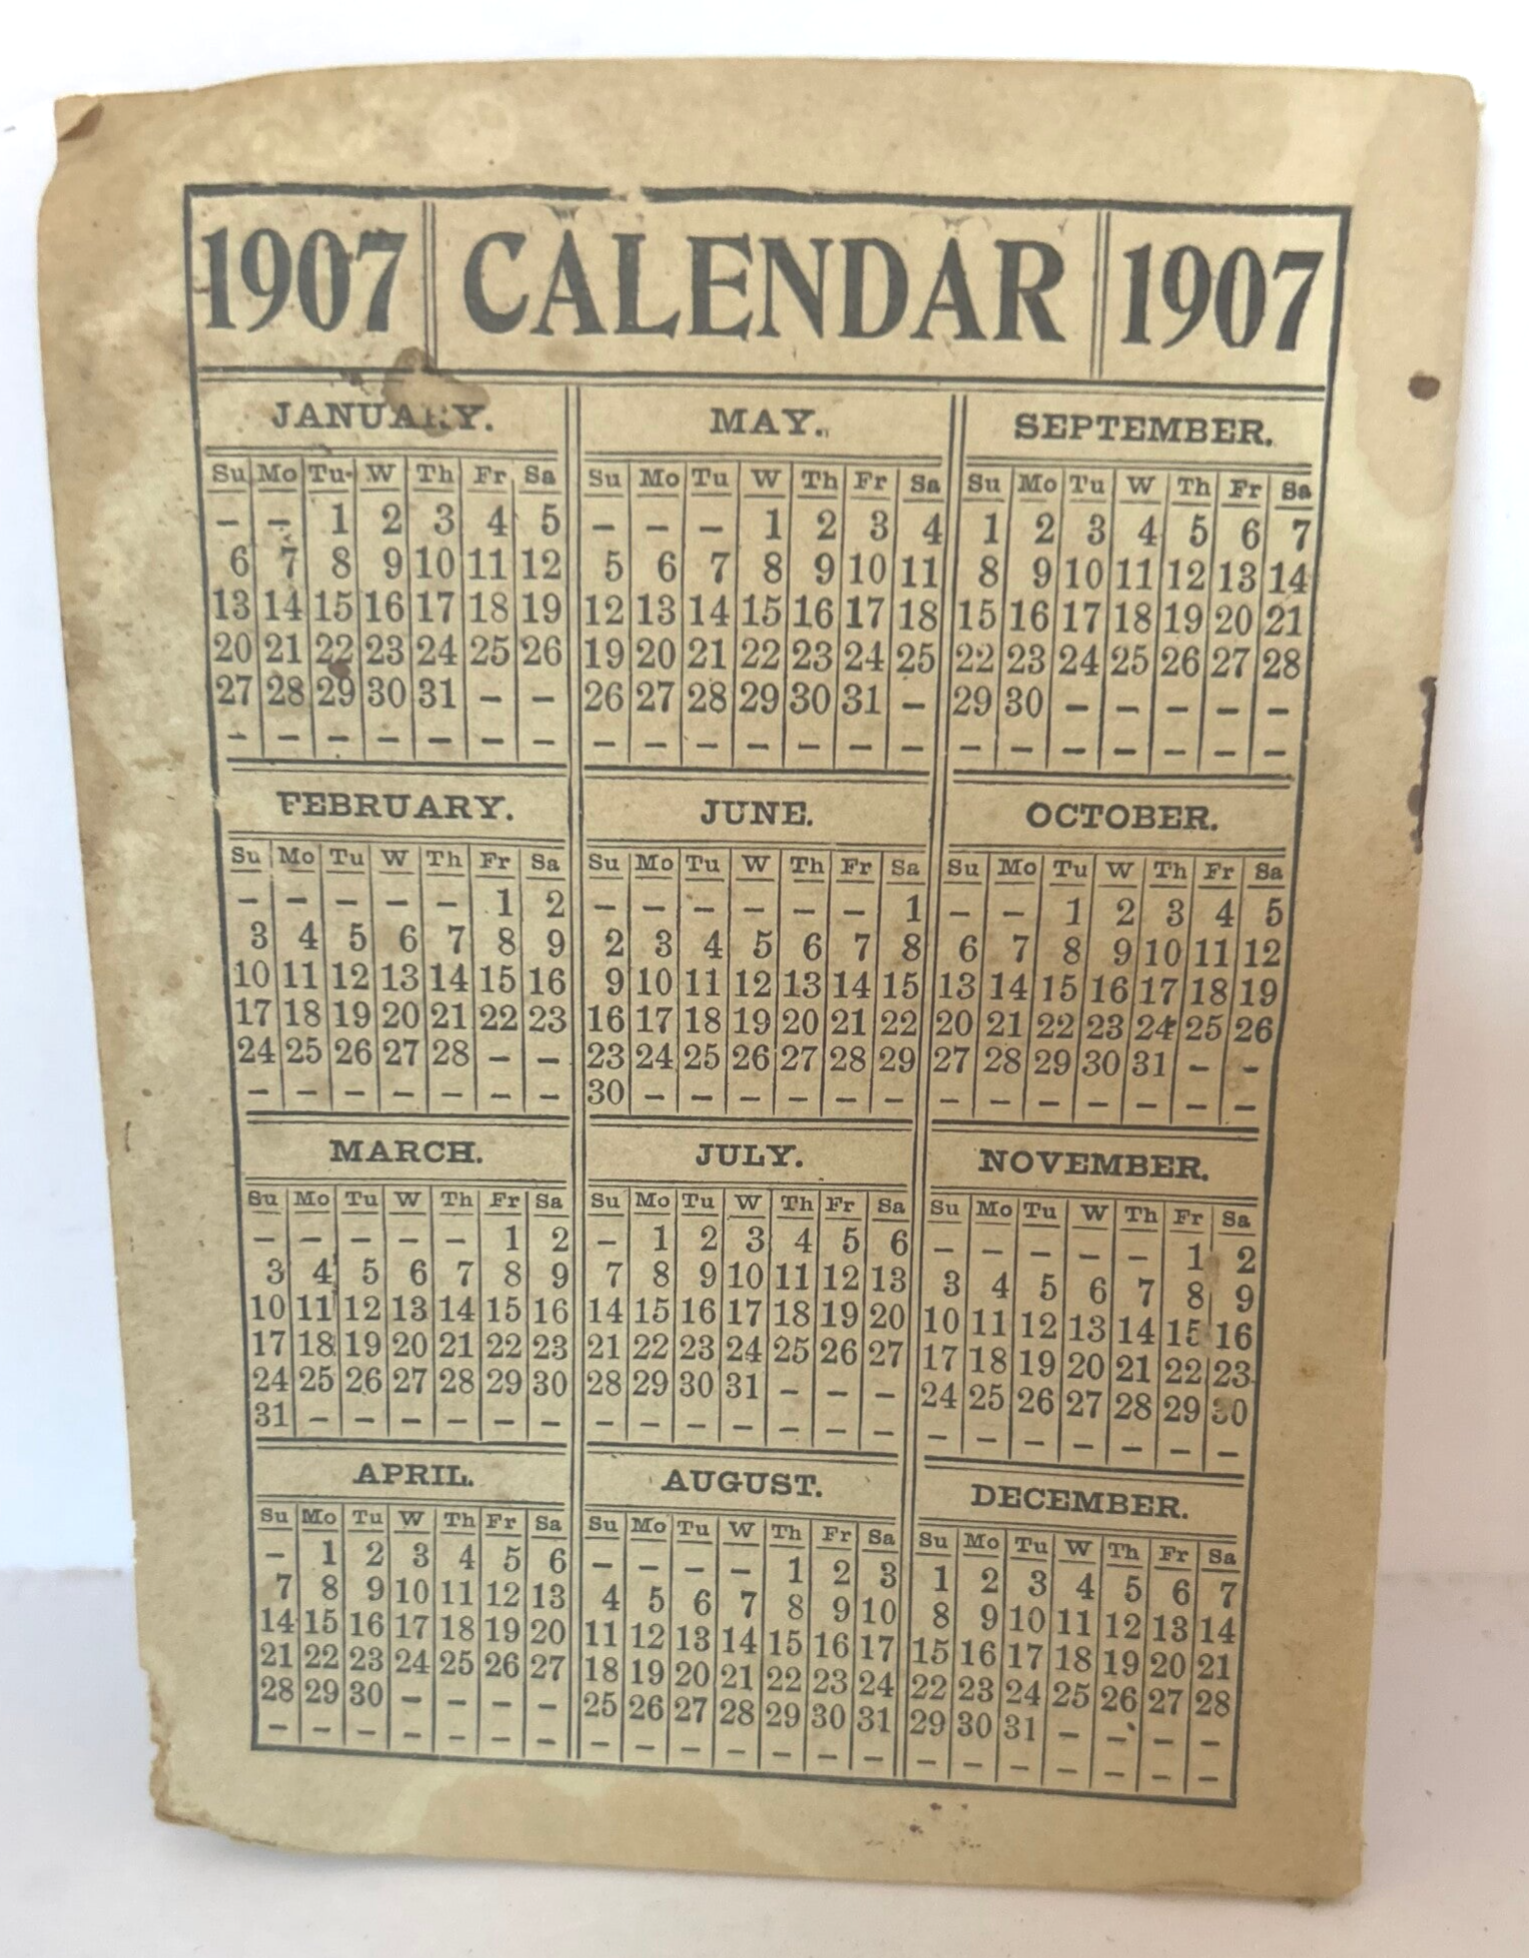 1907 CALENDAR 1907
JANUARY.
Su Mo Tu W Th Fr Sa
– – 1 2 3 4 5
6 7 8 9 10 11 12
13 14 15 16 17 18 19
20 21 22 23 24 25 26
27 28 29 30 31 – –
– – – – – – –
FEBRUARY.
Su Mo Tu W Th Fr Sa
– – – – – 1 2
3 4 5 6 7 8 9
10 11 12 13 14 15 16
17 18 19 20 21 22 23
24 25 26 27 28 – –
– – – – – – –
MARCH.
Su Mo Tu W Th Fr Sa
– – – – – 1 2
3 4 5 6 7 8 9
10 11 12 13 14 15 16
17 18 19 20 21 22 23
24 25 26 27 28 29 30
31 – – – – – –
APRIL.
Su Mo Tu W Th Fr Sa
– 1 2 3 4 5 6
7 8 9 10 11 12 13
14 15 16 17 18 19 20
21 22 23 24 25 26 27
28 29 30 – – – –
– – – – – – –
MAY.
Su Mo Tu W Th Fr Sa
– – – 1 2 3 4
5 6 7 8 9 10 11
12 13 14 15 16 17 18
19 20 21 22 23 24 25
26 27 28 29 30 31 –
– – – – – – –
JUNE.
Su Mo Tu W Th Fr Sa
– – – – – – 1
2 3 4 5 6 7 8
9 10 11 12 13 14 15
16 17 18 19 20 21 22
23 24 25 26 27 28 29
30 – – – – – –
JULY.
Su Mo Tu W Th Fr Sa
– 1 2 3 4 5 6
7 8 9 10 11 12 13
14 15 16 17 18 19 20
21 22 23 24 25 26 27
28 29 30 31 – – –
– – – – – – –
AUGUST.
Su Mo Tu W Th Fr Sa
– – – – 1 2 3
4 5 6 7 8 9 10
11 12 13 14 15 16 17
18 19 20 21 22 23 24
25 26 27 28 29 30 31
– – – – – – –
SEPTEMBER.
Su Mo Tu W Th Fr Sa
1 2 3 4 5 6 7
8 9 10 11 12 13 14
15 16 17 18 19 20 21
22 23 24 25 26 27 28
29 30 – – – – –
– – – – – – –
OCTOBER.
Su Mo Tu W Th Fr Sa
– – 1 2 3 4 5
6 7 8 9 10 11 12
13 14 15 16 17 18 19
20 21 22 23 24 25 26
27 28 29 30 31 – –
– – – – – – –
NOVEMBER.
Su Mo Tu W Th Fr Sa
– – – – – 1 2
3 4 5 6 7 8 9
10 11 12 13 14 15 16
17 18 19 20 21 22 23
24 25 26 27 28 29 30
– – – – – – –
DECEMBER.
Su Mo Tu W Th Fr Sa
1 2 3 4 5 6 7
8 9 10 11 12 13 14
15 16 17 18 19 20 21
22 23 24 25 26 27 28
29 30 31 – – – –
– – – – – – –